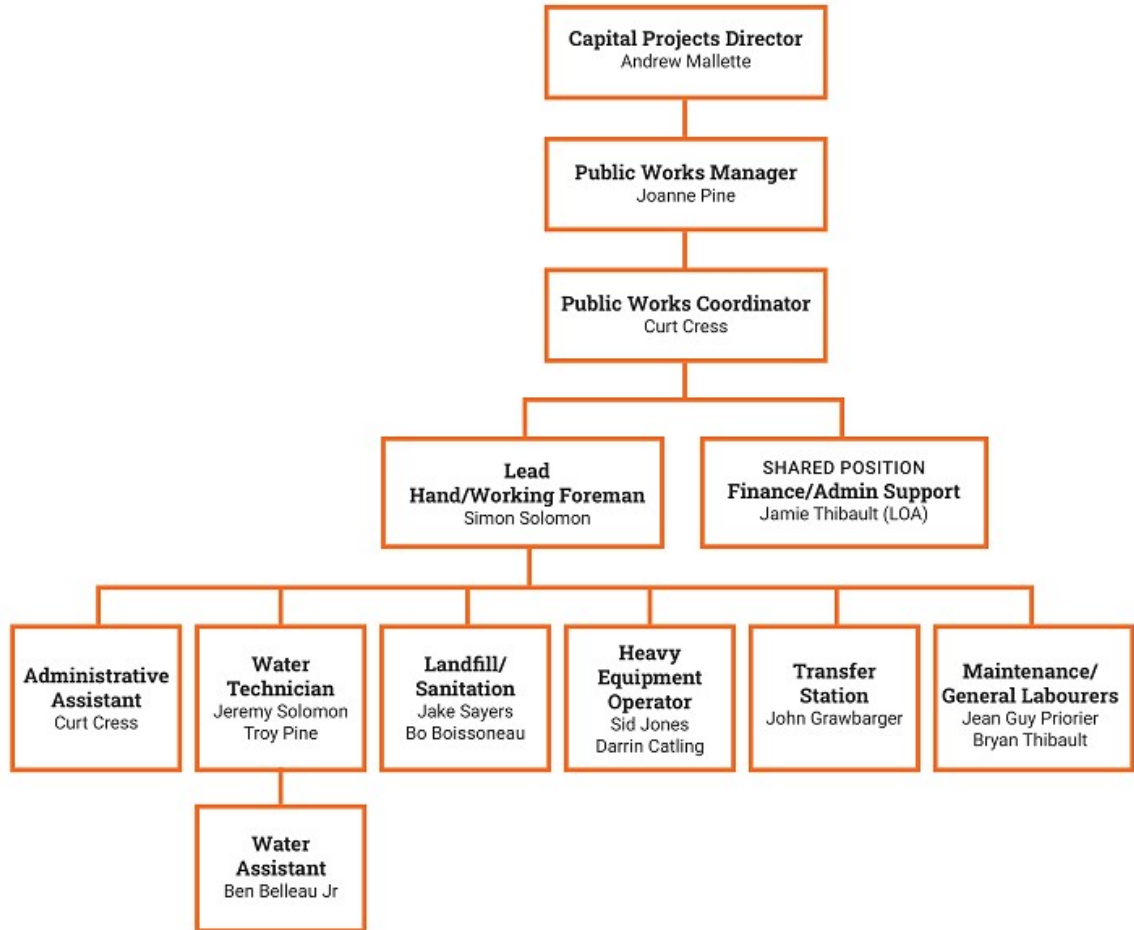 Capital Projects Director
Andrew Mallette
Public Works Manager
Joanne Pine
Public Works Coordinator
Curt Cress
Lead
Hand/Working Foreman
Simon Solomon
SHARED POSITION
Finance/Admin Support
Jamie Thibault (LOA)
Administrative
Assistant
Curt Cress
Water
Technician
Jeremy Solomon
Troy Pine
Landfill/
Sanitation
Jake Sayers
Bo Boissoneau
Heavy
Equipment
Operator
Sid Jones
Darrin Catling
Transfer
Station
John Grawbarger
Maintenance/
General Labourers
Jean Guy Priorier
Bryan Thibault
Water
Assistant
Ben Belleau Jr